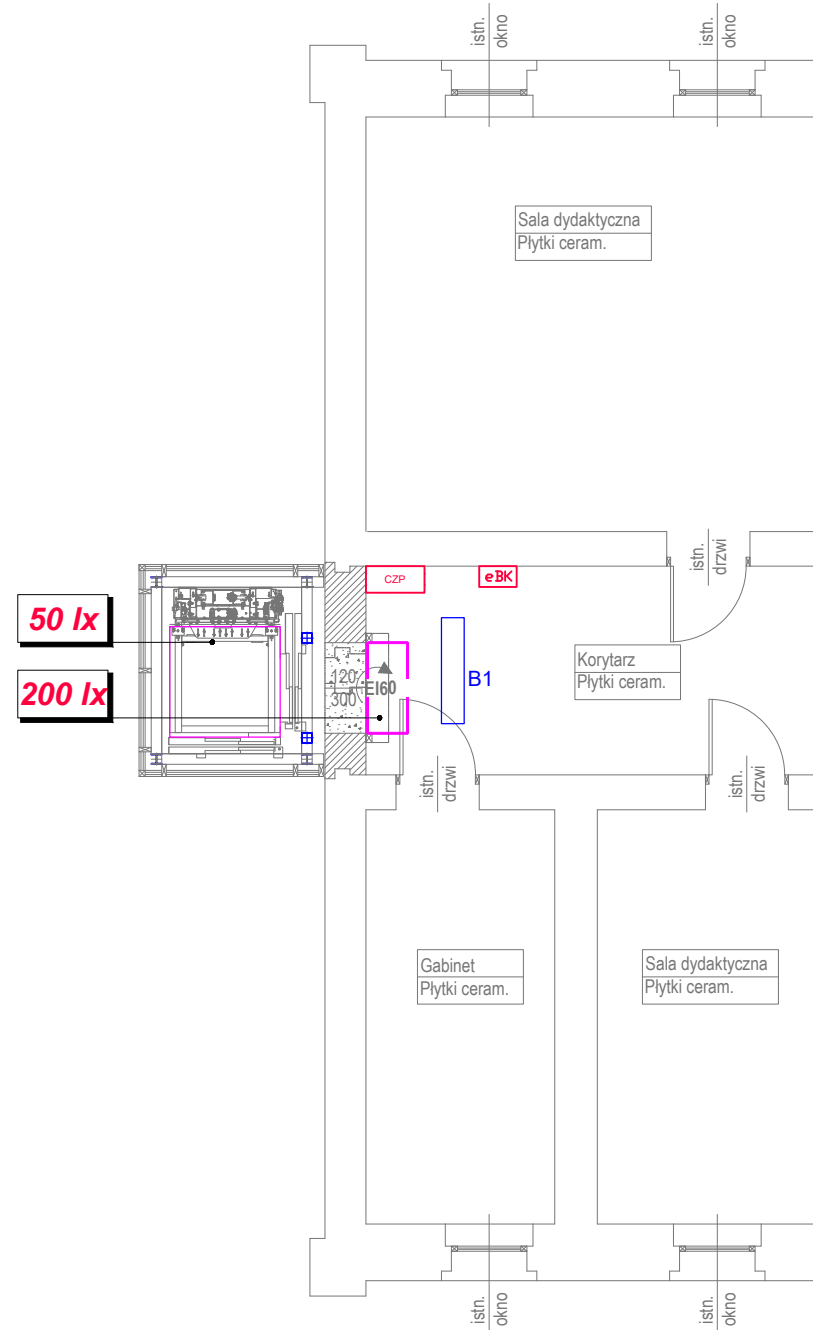 istn.
okno
istn.
okno
Sala dydaktyczna
Płytki ceram.
istn.
drzwi
CZP
eBK
50 lx
200 lx
120
300
EI60
B1
Korytarz
Płytki ceram.
istn.
drzwi
istn.
drzwi
Gabinet
Płytki ceram.
Sala dydaktyczna
Płytki ceram.
istn.
okno
istn.
okno